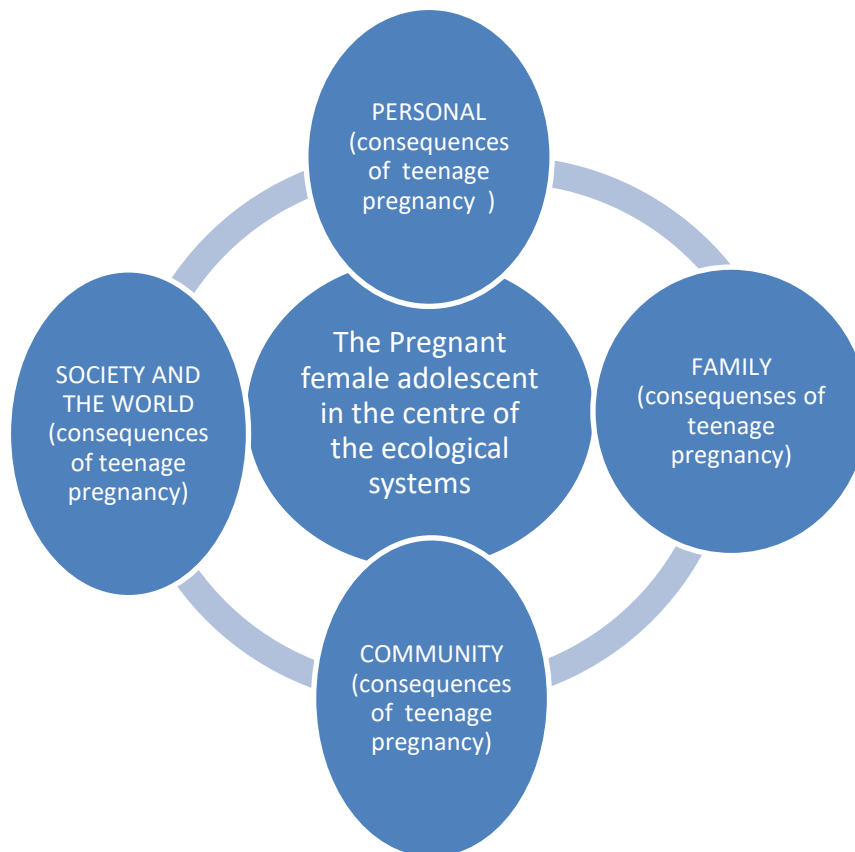 PERSONAL
(consequences
of  teenage
pregnancy  )
The Pregnant
female adolescent
in the centre of
the ecological
systems
FAMILY
(consequenses of
teenage
pregnancy)
SOCIETY AND
THE WORLD
(consequences
of teenage
pregnancy)
COMMUNITY
(consequences
of  teenage
pregnancy)